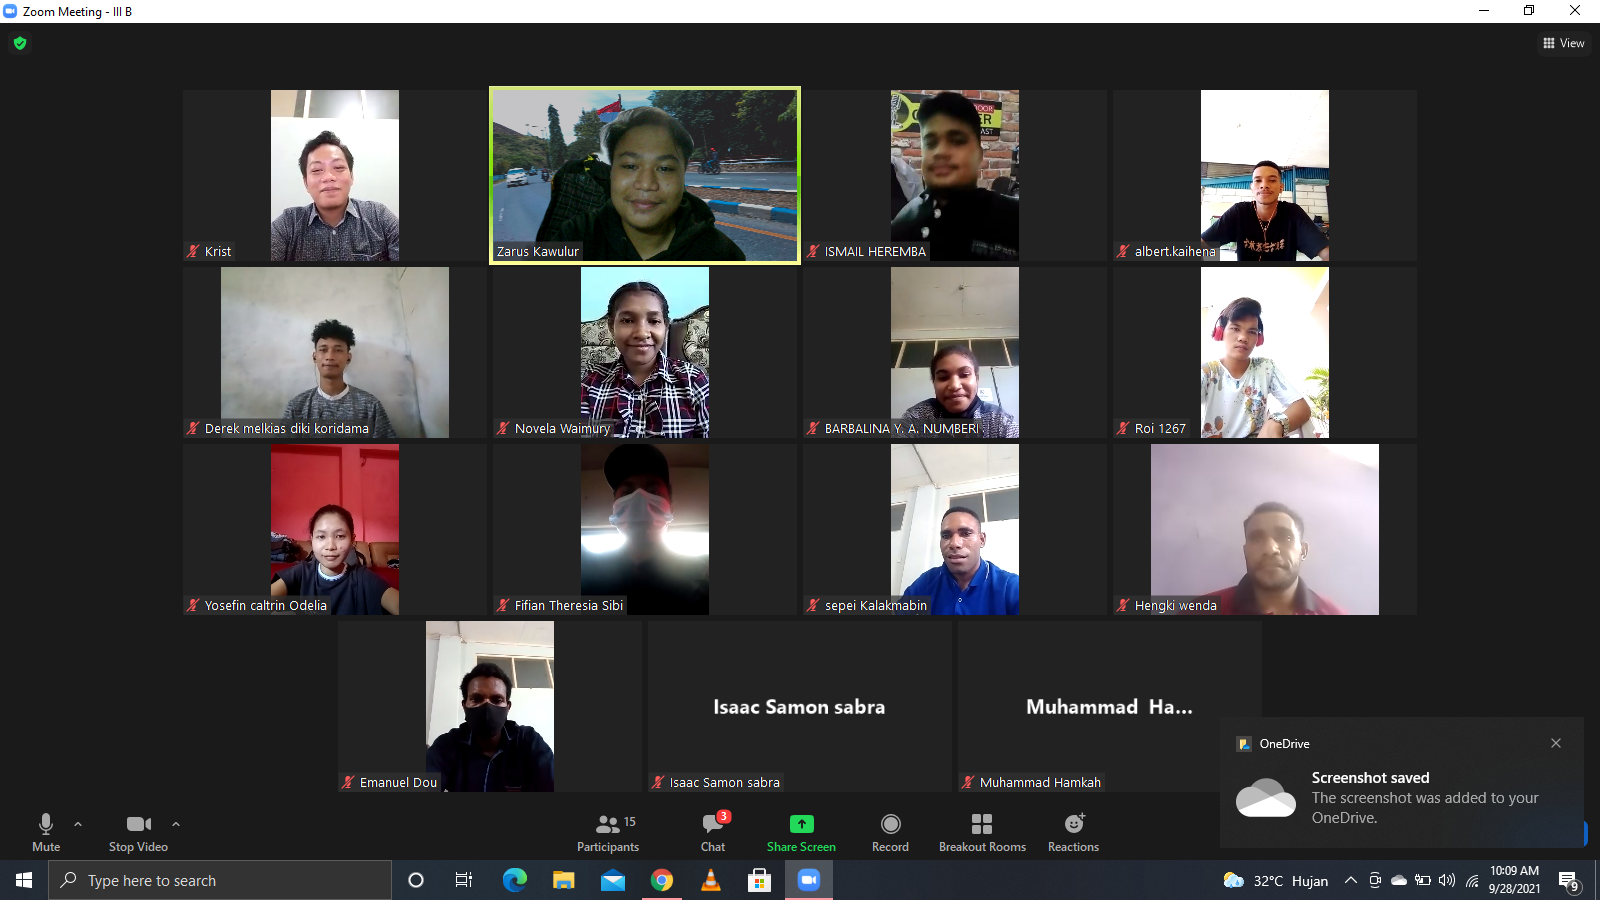 Zoom Meeting - III B
View
Krist
Zarus Kawulur
ISMAIL HEREMBA
albert.kaihena
Derek melkias diki koridama
Novela Waimury
BARBALINA Y. A. NUMBERI
Roi 1267
Yosefin caltrin Odelia
Fifian Theresia Sibi
sepei Kalakmabin
Hengki wenda
Isaac Samon sabra
Muhammad Ha...
Emanuel Dou
Isaac Samon sabra
Muhammad Hamkah
OneDrive
Screenshot saved
The screenshot was added to your
OneDrive.
Mute
Stop Video
15
Participants
3
Chat
Share Screen
Record
Breakout Rooms
Reactions
Type here to search
32°C Hujan
10:09 AM
9/28/2021
9